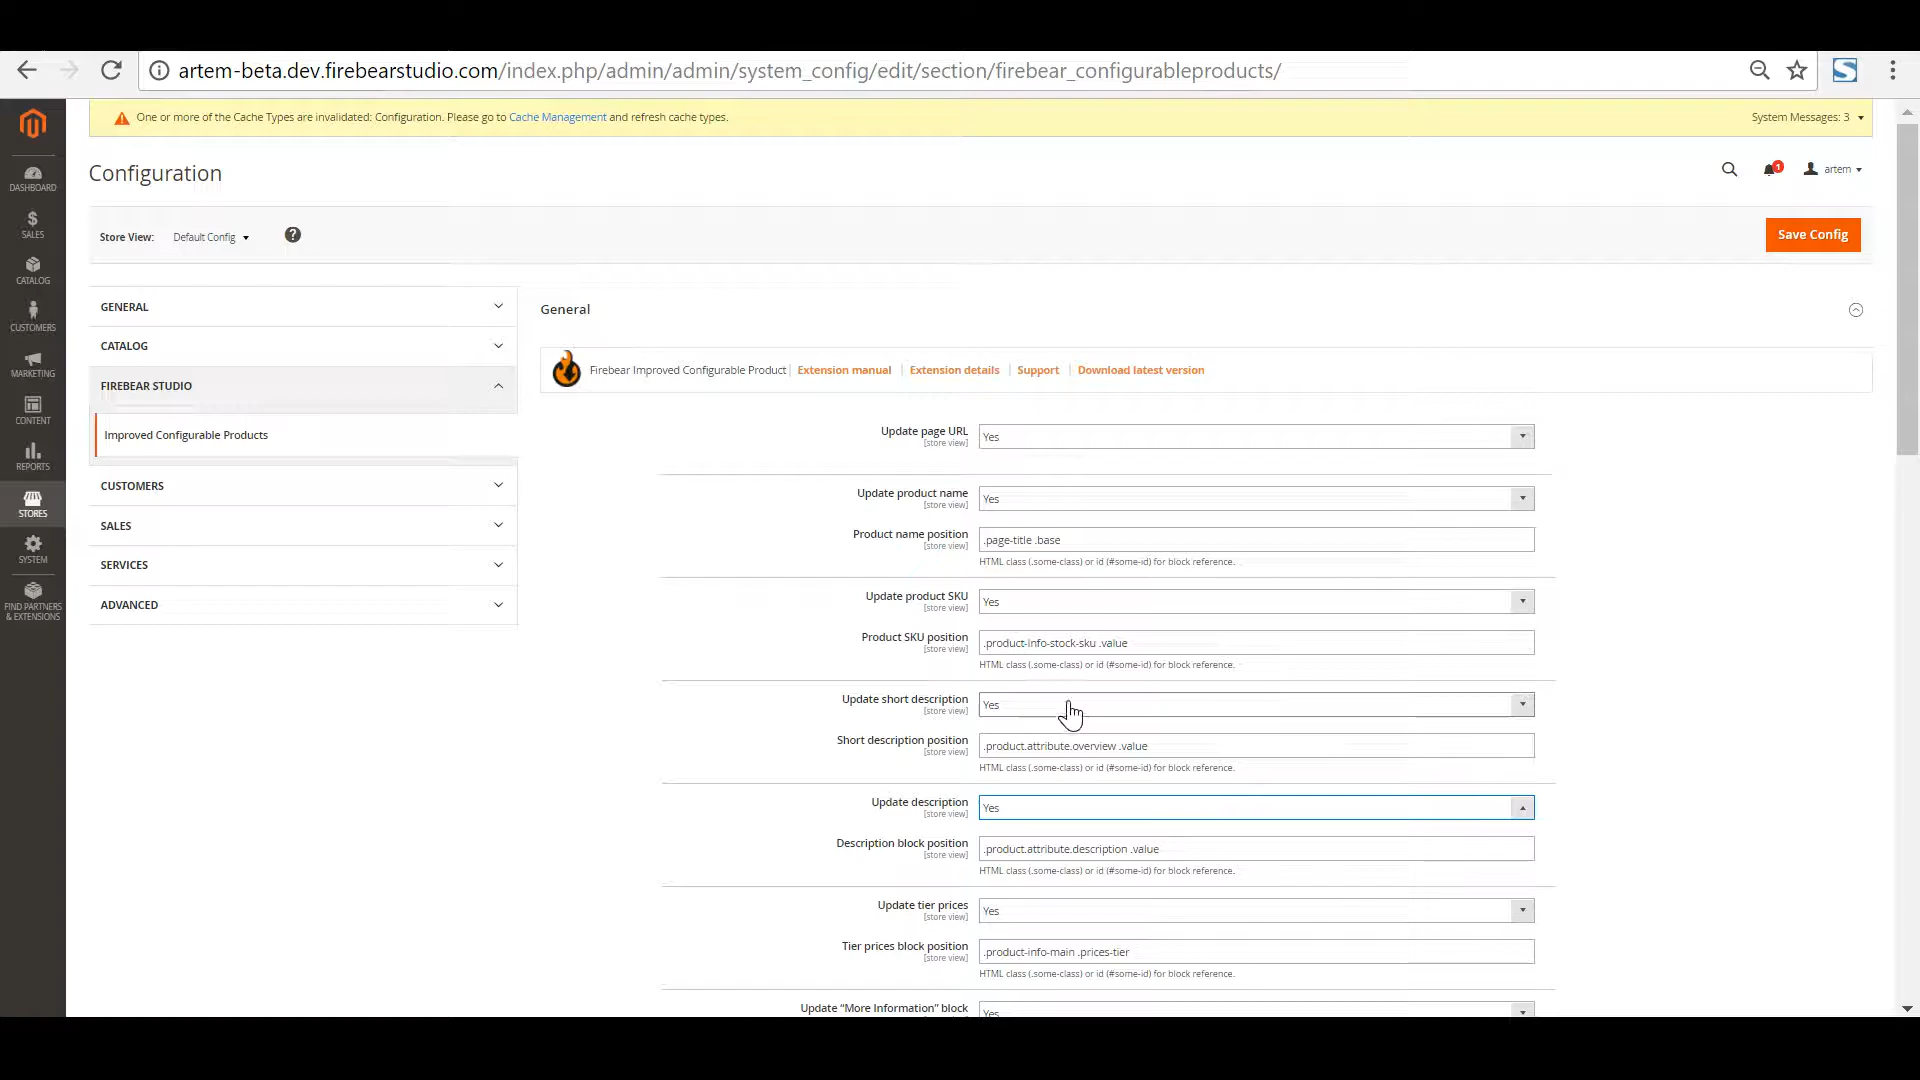 artem-beta.dev.firebearstudio.com/index.php/admin/admin/system_config/edit/section/firebear_configurableproducts/
One or more of the Cache Types are invalidated: Configuration. Please go to Cache Management and refresh cache types.
System Messages: 3
Configuration
1
artem
Store View: Default Config
?
Save Config
DASHBOARD
SALES
CATALOG
CUSTOMERS
MARKETING
CONTENT
REPORTS
STORES
SYSTEM
FIND PARTNERS
& EXTENSIONS
GENERAL
CATALOG
FIREBEAR STUDIO
Improved Configurable Products
CUSTOMERS
SALES
SERVICES
ADVANCED
General
Firebear Improved Configurable Product | Extension manual | Extension details | Support | Download latest version
Update page URL
[store view]
Yes
Update product name
[store view]
Yes
Product name position
[store view]
.page-title .base
HTML class (.some-class) or id (#some-id) for block reference.
Update product SKU
[store view]
Yes
Product SKU position
[store view]
.product-info-stock-sku .value
HTML class (.some-class) or id (#some-id) for block reference.
Update short description
[store view]
Yes
Short description position
[store view]
.product.attribute.overview .value
HTML class (.some-class) or id (#some-id) for block reference.
Update description
[store view]
Yes
Description block position
[store view]
.product.attribute.description .value
HTML class (.some-class) or id (#some-id) for block reference.
Update tier prices
[store view]
Yes
Tier prices block position
[store view]
.product-info-main .prices-tier
HTML class (.some-class) or id (#some-id) for block reference.
Update “More Information” block
Yes